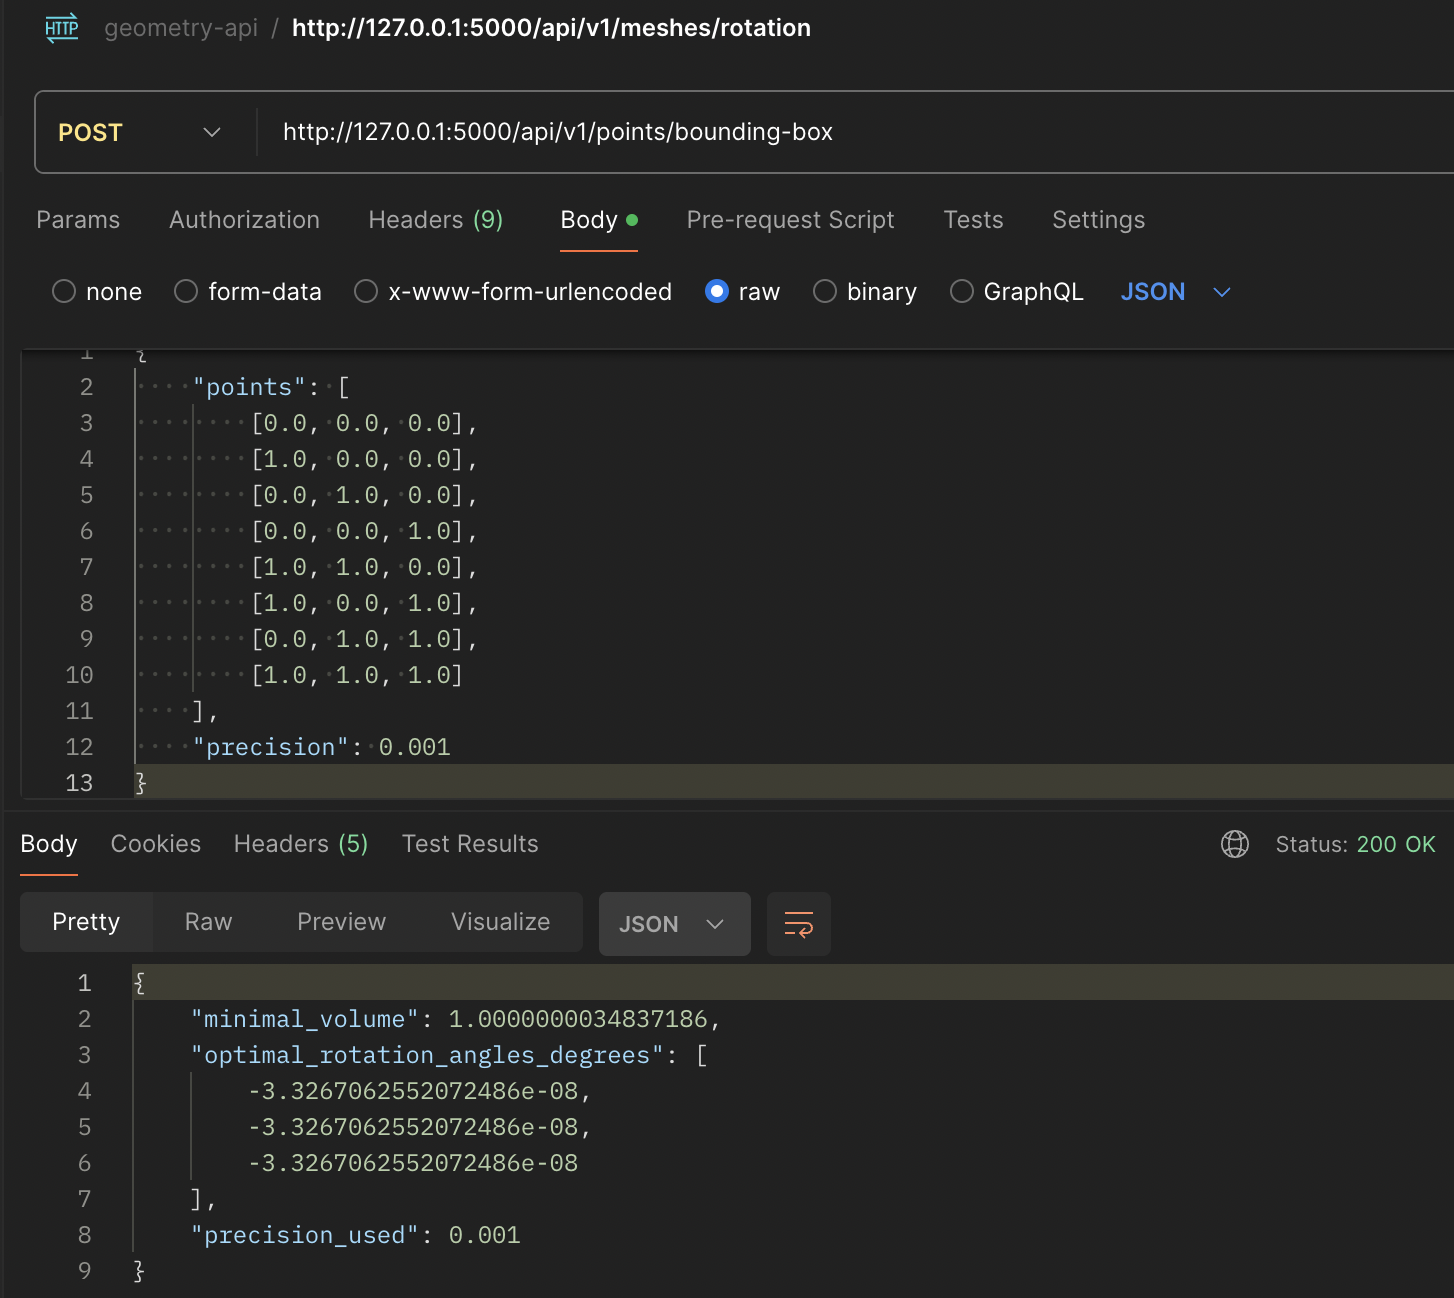 HTTP geometry-api / http://127.0.0.1:5000/api/v1/meshes/rotation
POST http://127.0.0.1:5000/api/v1/points/bounding-box
Params Authorization Headers (9) Body Pre-request Script Tests Settings
none form-data x-www-form-urlencoded raw binary GraphQL JSON
1 {
2 "points": [
3 [0.0, 0.0, 0.0],
4 [1.0, 0.0, 0.0],
5 [0.0, 1.0, 0.0],
6 [0.0, 0.0, 1.0],
7 [1.0, 1.0, 0.0],
8 [1.0, 0.0, 1.0],
9 [0.0, 1.0, 1.0],
10 [1.0, 1.0, 1.0]
11 ],
12 "precision": 0.001
13 }
Body Cookies Headers (5) Test Results Status: 200 OK
Pretty Raw Preview Visualize JSON
1 {
2 "minimal_volume": 1.0000000034837186,
3 "optimal_rotation_angles_degrees": [
4 -3.3267062552072486e-08,
5 -3.3267062552072486e-08,
6 -3.3267062552072486e-08
7 ],
8 "precision_used": 0.001
9 }